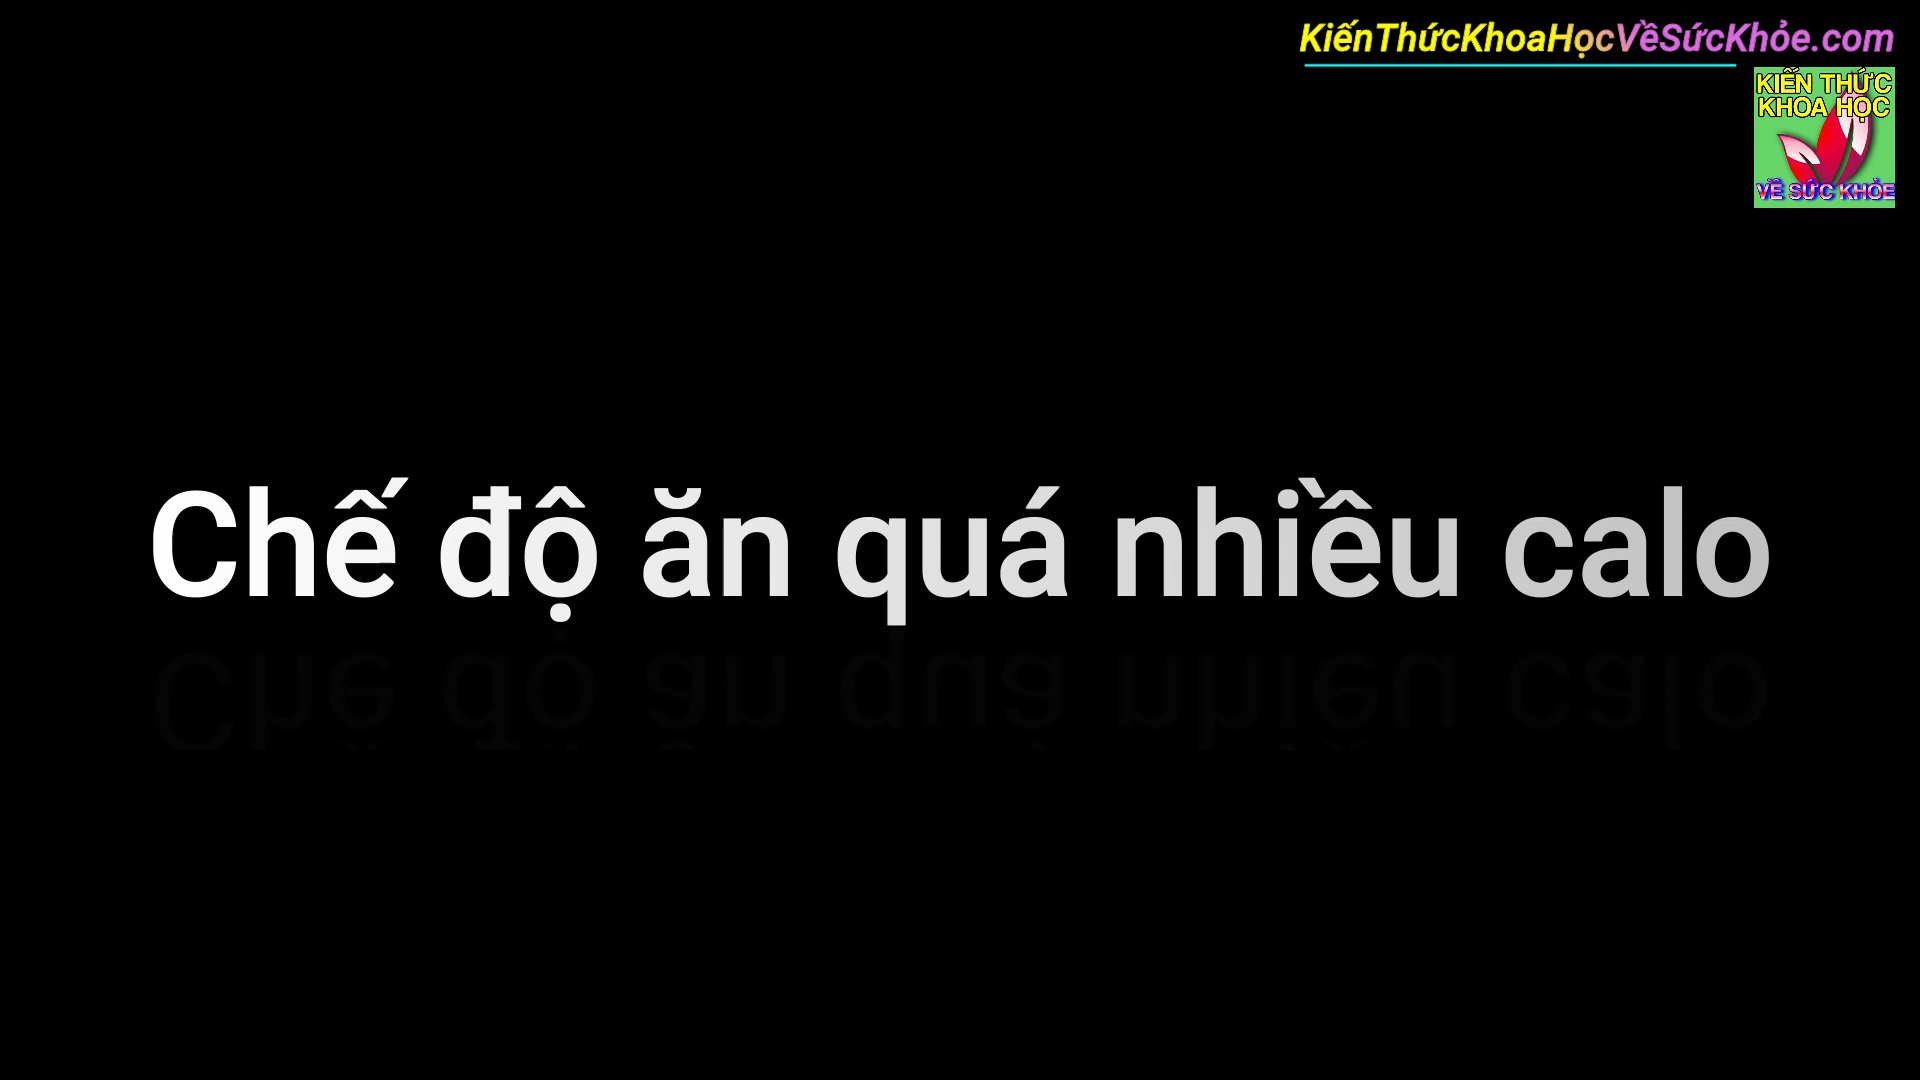 KiếnThứcKhoaHọcVềSứcKhỏe.com
KIẾN THỨC
KHOA HỌC
VỀ SỨC KHỎE
Chế độ ăn quá nhiều calo